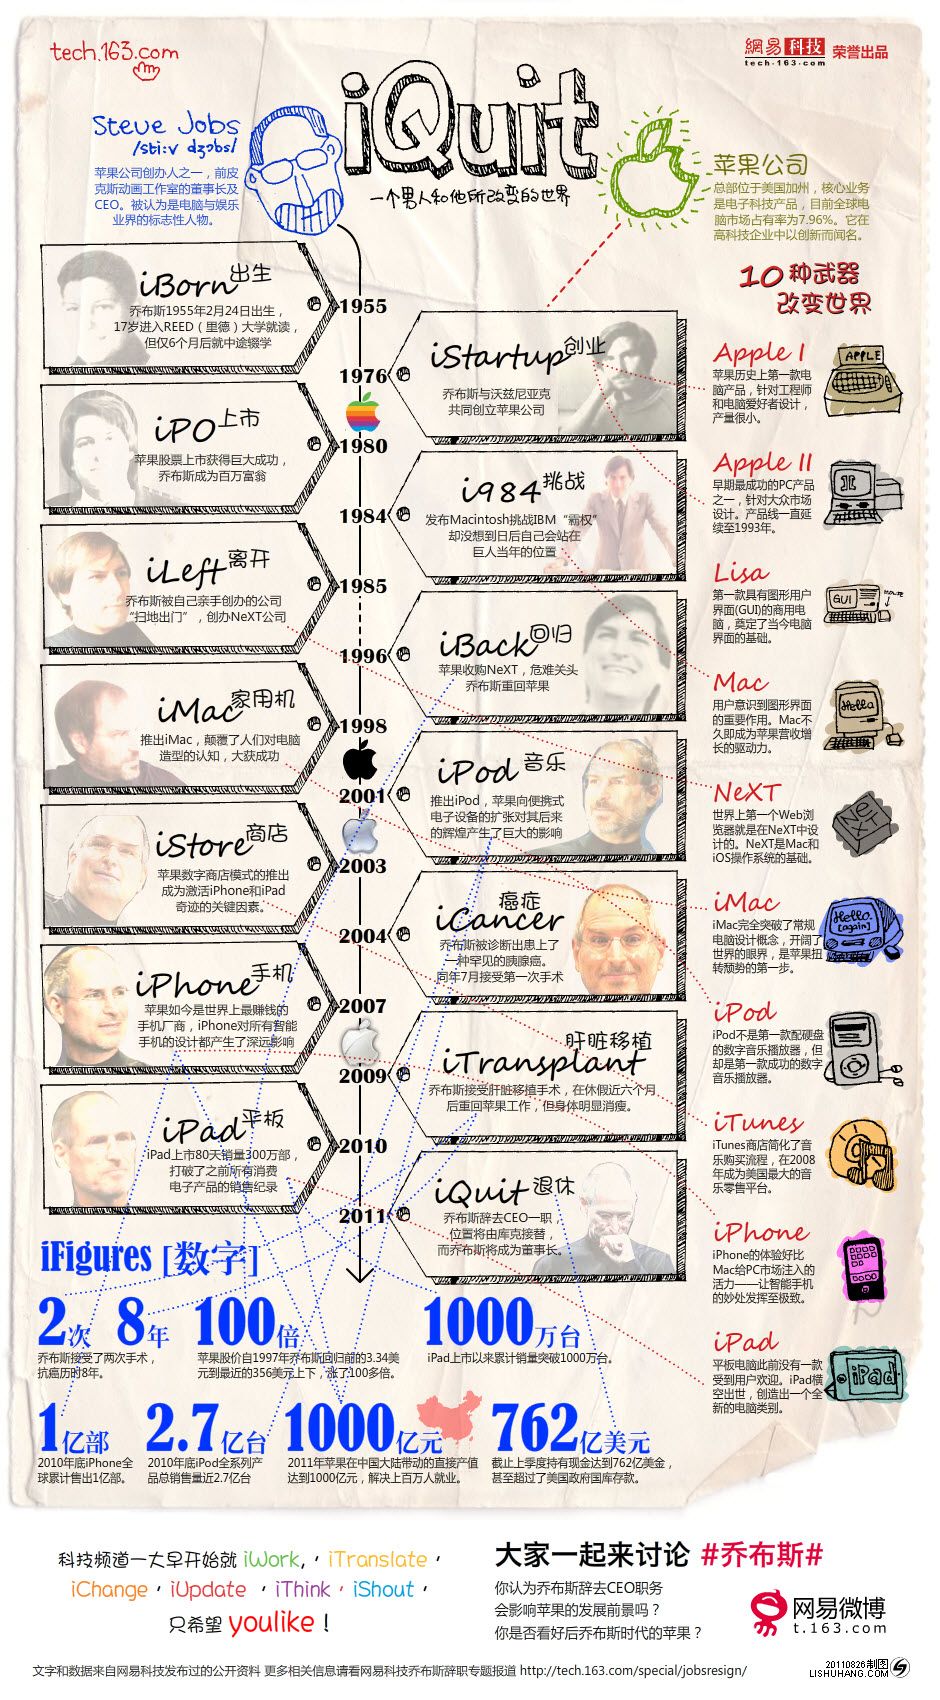 tech.163.com
網易 科技 荣誉出品
tech.163.com
iQuit
一个男人和他所改变的世界
Steve Jobs
/sti:v dʒɔbs/
苹果公司创办人之一，前皮
克斯动画工作室的董事长及
CEO。被认为是电脑与娱乐
业界的标志性人物。
苹果公司
总部位于美国加州，核心业务
是电子科技产品，目前全球电
脑市场占有率为7.96%。它在
高科技企业中以创新而闻名。
iBorn出生
乔布斯1955年2月24日出生，
17岁进入REED（里德）大学就读，
但仅6个月后就中途辍学
1955
1976
iStartup创业
乔布斯与沃兹尼亚克
共同创立苹果公司
iPO上市
苹果股票上市获得巨大成功，
乔布斯成为百万富翁
1980
1984
i984挑战
发布Macintosh挑战IBM“霸权”
却没想到日后自己会站在
巨人当年的位置
iLeft离开
乔布斯被自己亲手创办的公司
“扫地出门”，创办NeXT公司
1985
1996
iBack回归
苹果收购NeXT，危难关头
乔布斯重回苹果
iMac家用机
推出iMac，颠覆了人们对电脑
造型的认知，大获成功
1998
2001
iPod音乐
推出iPod，苹果向便携式
电子设备的扩张对其后来
的辉煌产生了巨大的影响
iStore商店
苹果数字商店模式的推出
成为激活iPhone和iPad
奇迹的关键因素。
2003
2004
癌症
iCancer
乔布斯被诊断出患上了
一种罕见的胰腺癌。
同年7月接受第一次手术
iPhone手机
苹果如今是世界上最赚钱的
手机厂商，iPhone对所有智能
手机的设计都产生了深远影响
2007
2009
肝脏移植
iTransplant
乔布斯接受肝脏移植手术，在休假近六个月
后重回苹果工作，但身体明显消瘦。
iPad平板
iPad上市80天销量300万部，
打破了之前所有消费
电子产品的销售纪录
2010
2011
iQuit退休
乔布斯辞去CEO一职，
位置将由库克接替，
而乔布斯将成为董事长。
10种武器
改变世界
Apple I
苹果历史上第一款电
脑产品，针对工程师
和电脑爱好者设计，
产量很小。
APPLE
Apple II
早期最成功的PC产品
之一，针对大众市场
设计。产品线一直延
续至1993年。
Lisa
第一款具有图形用户
界面(GUI)的商用电
脑，奠定了当今电脑
界面的基础。
GUI
MOUSE
Mac
用户意识到图形界面
的重要作用。Mac不
久即成为苹果营收增
长的驱动力。
Hello
NeXT
世界上第一个Web浏
览器就是在NeXT中设
计的。NeXT是Mac和
iOS操作系统的基础。
NeXT
iMac
iMac完全突破了常规
电脑设计概念，开阔了
世界的眼界，是苹果扭
转颓势的第一步。
Hello.
[again]
iPod
iPod不是第一款配硬盘
的数字音乐播放器，但
却是第一款成功的数字
音乐播放器。
iTunes
iTunes商店简化了音
乐购买流程，在2008
年成为美国最大的音
乐零售平台。
iPhone
iPhone的体验好比
Mac给PC市场注入的
活力——让智能手机
的妙处发挥至极致。
iPad
平板电脑此前没有一款
受到用户欢迎。iPad横
空出世，创造出一个全
新的电脑类别。
iPad
iFigures [数字]
2次 8年
乔布斯接受了两次手术，
抗癌历时8年。
100倍
苹果股价自1997年乔布斯回归前的3.34美
元到最近的356美元上下，涨了100多倍。
1000万台
iPad上市以来累计销量突破1000万台。
1亿部
2010年底iPhone全
球累计售出1亿部。
2.7亿台
2010年底iPod全系列产
品总销售量近2.7亿台
1000亿元
2011年苹果在中国大陆带动的直接产值
达到1000亿元，解决上百万人就业。
762亿美元
截止上季度持有现金达到762亿美金，
甚至超过了美国政府国库存款。
科技频道一大早开始就 iWork,，iTranslate，
iChange，iUpdate ，iThink，iShout，
只希望 youlike！
大家一起来讨论 #乔布斯#
你认为乔布斯辞去CEO职务
会影响苹果的发展前景吗？
你是否看好后乔布斯时代的苹果？
网易微博
t.163.com
文字和数据来自网易科技发布过的公开资料 更多相关信息请看网易科技乔布斯辞职专题报道 http://tech.163.com/special/jobsresign/
20110826制图
LISHUHANG.COM